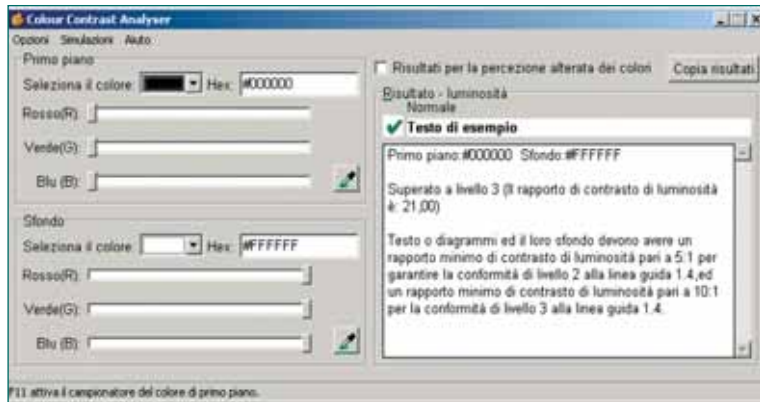 Colour Contrast Analyser
Opzioni Simulazioni Aiuto
Primo piano
Seleziona il colore: Hex: #000000
Rosso(R):
Verde(G):
Blu (B):
Sfondo
Seleziona il colore: Hex: #FFFFFF
Rosso(R):
Verde(G):
Blu (B):
Risultati per la percezione alterata dei colori Copia risultati
Risultato - luminosità
Normale
Testo di esempio
Primo piano:#000000 Sfondo:#FFFFFF
Superato a livello 3 (Il rapporto di contrasto di luminosità
è: 21,00)
Testo o diagrammi ed il loro sfondo devono avere un
rapporto minimo di contrasto di luminosità pari a 5:1 per
garantire la conformità di livello 2 alla linea guida 1.4,ed
un rapporto minimo di contrasto di luminosità pari a 10:1
per la conformità di livello 3 alla linea guida 1.4.
F11 attiva il campionatore del colore di primo piano.